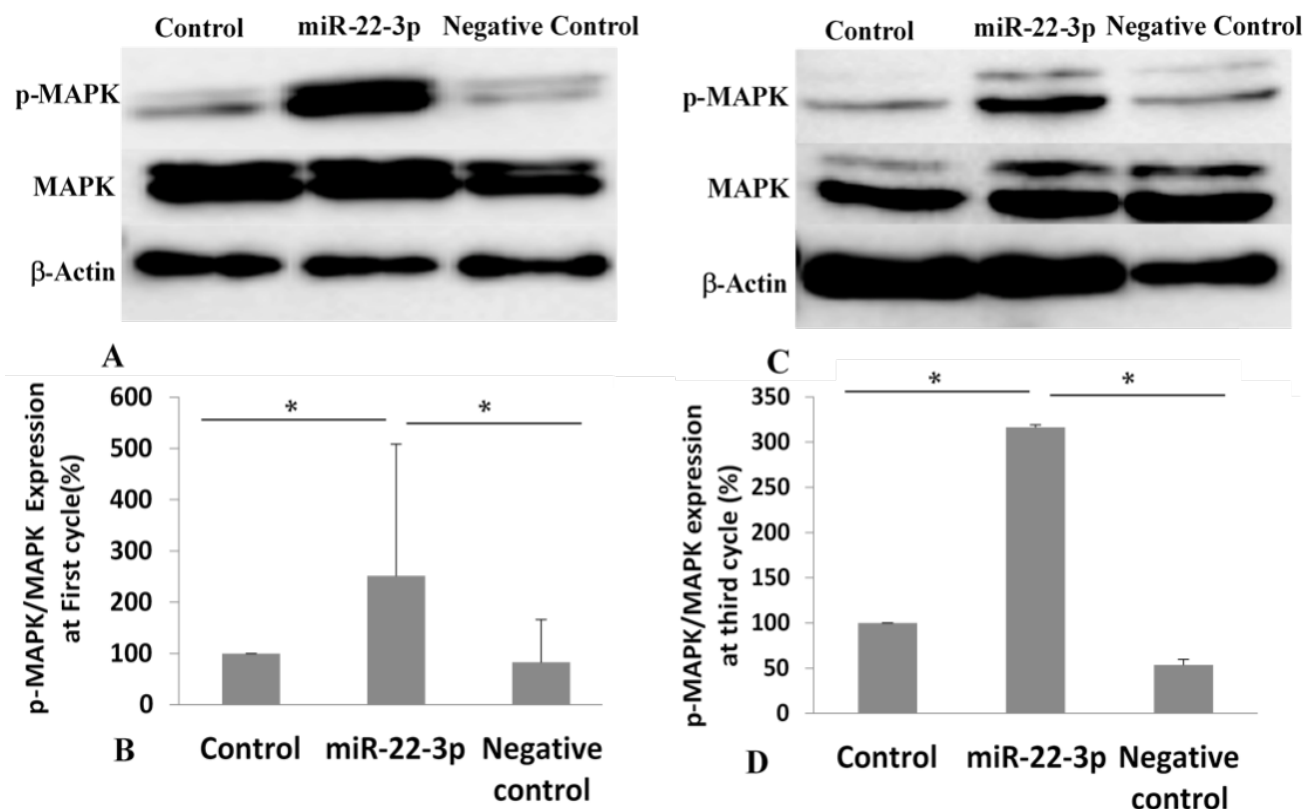 Control miR-22-3p Negative Control
p-MAPK
MAPK
β-Actin
A
Control miR-22-3p Negative Control
p-MAPK
MAPK
β-Actin
C
p-MAPK/MAPK Expression
at First cycle(%)
600
500
400
300
200
100
0
*
*
Control miR-22-3p Negative
control
B
p-MAPK/MAPK expression
at third cycle (%)
350
300
250
200
150
100
50
0
*
*
Control miR-22-3p Negative
control
D